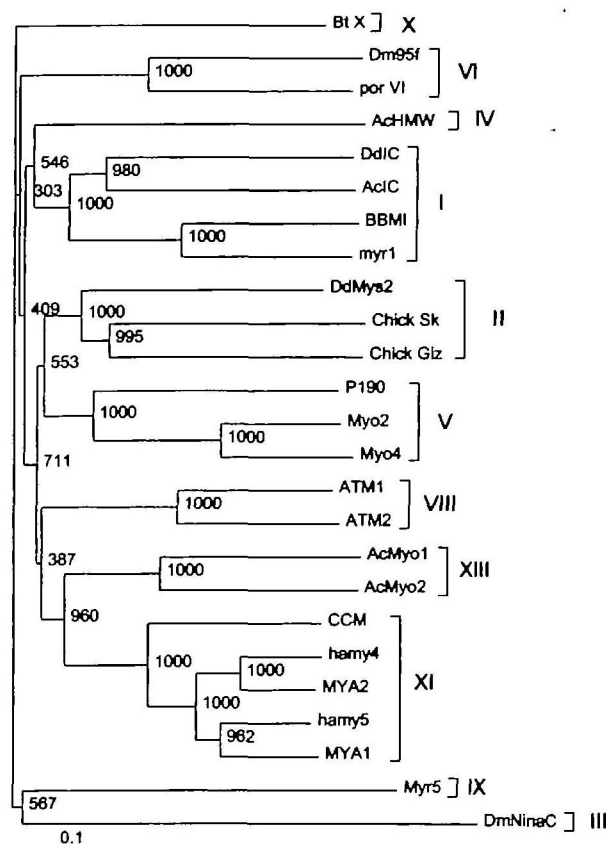 Bt X X
Dm95f
1000 VI
por VI
AcHMW IV
546
DdIC
980
303
AcIC
1000
I
BBMI
1000
myr1
DdMys2
409
1000
Chick Sk II
995
553
Chick Giz
P190
1000
Myo2 V
1000
Myo4
711
ATM1
1000 VIII
ATM2
387
AcMyo1
1000 XIII
AcMyo2
960
CCM
1000
hamy4
1000
XI
MYA2
1000
hamy5
962
MYA1
Myr5 IX
567
DmNinaC III
0.1